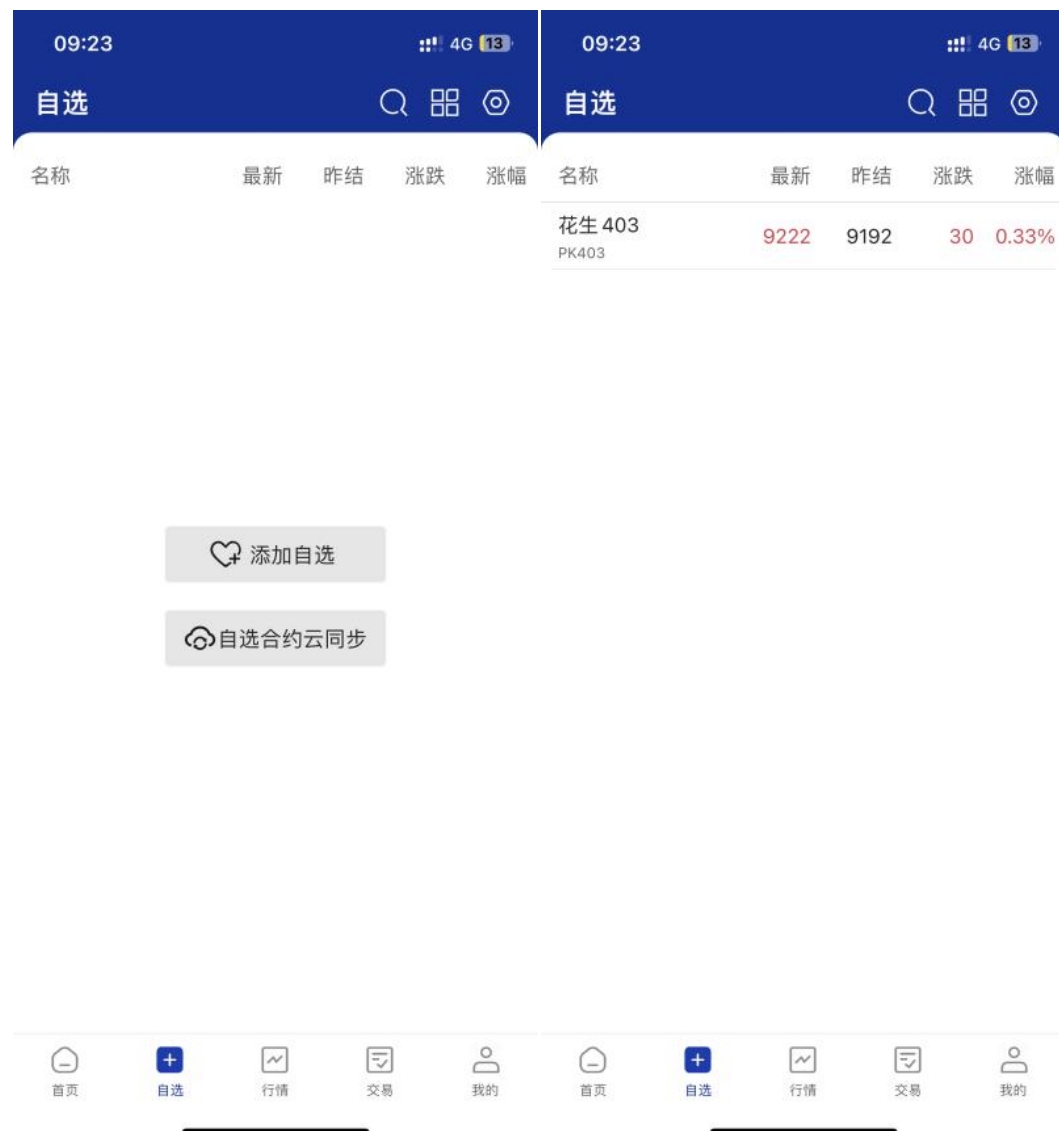 09:23 4G 13
自选
名称 最新 昨结 涨跌 涨幅
添加自选
自选合约云同步
首页 自选 行情 交易 我的
09:23 4G 13
自选
名称 最新 昨结 涨跌 涨幅
花生 403 9222 9192 30 0.33%
PK403
首页 自选 行情 交易 我的